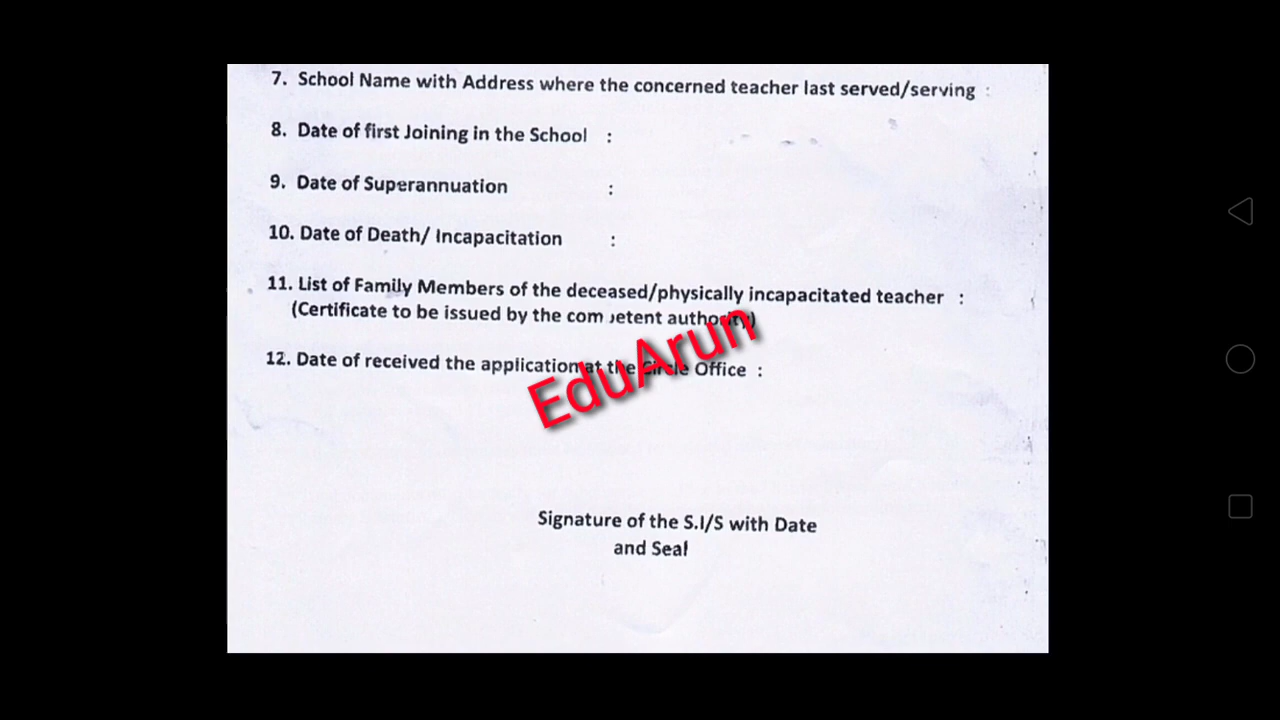 7. School Name with Address where the concerned teacher last served/serving :
8. Date of first Joining in the School :
9. Date of Superannuation :
10. Date of Death/ Incapacitation :
11. List of Family Members of the deceased/physically incapacitated teacher :
(Certificate to be issued by the competent authority)
12. Date of received the application at the Circle Office :
EduArun
Signature of the S.I/S with Date
and Seal